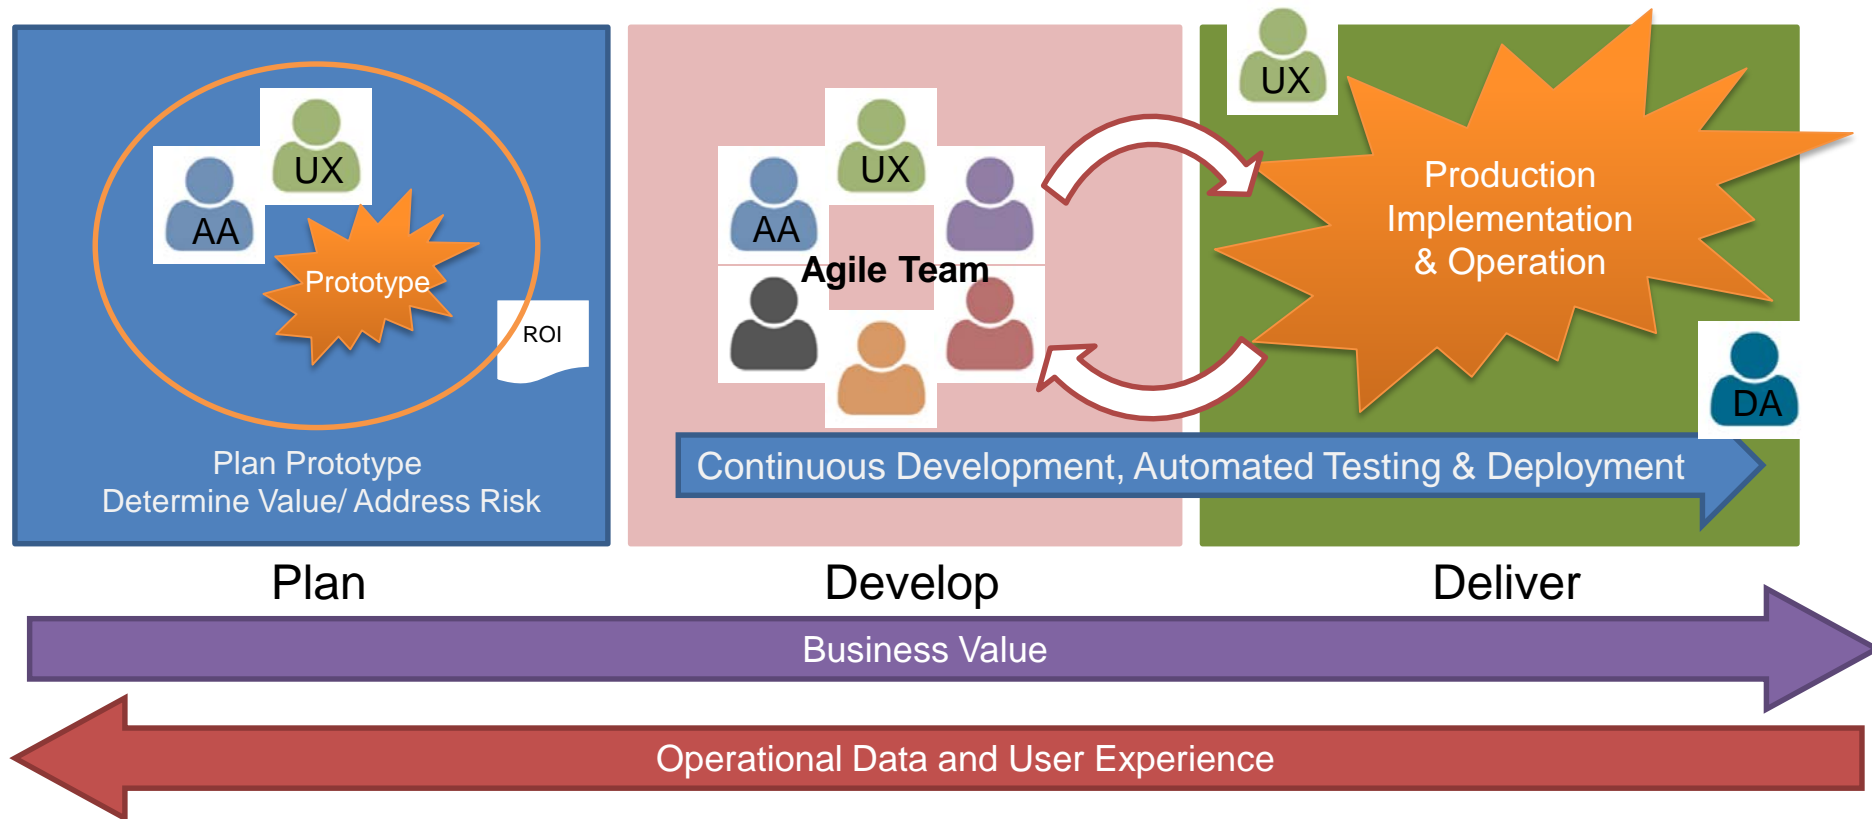 UX
AA
Prototype
ROI
Plan Prototype
Determine Value/ Address Risk
UX
AA
Agile Team
UX
Production
Implementation
& Operation
DA
Continuous Development, Automated Testing & Deployment
Plan
Develop
Deliver
Business Value
Operational Data and User Experience